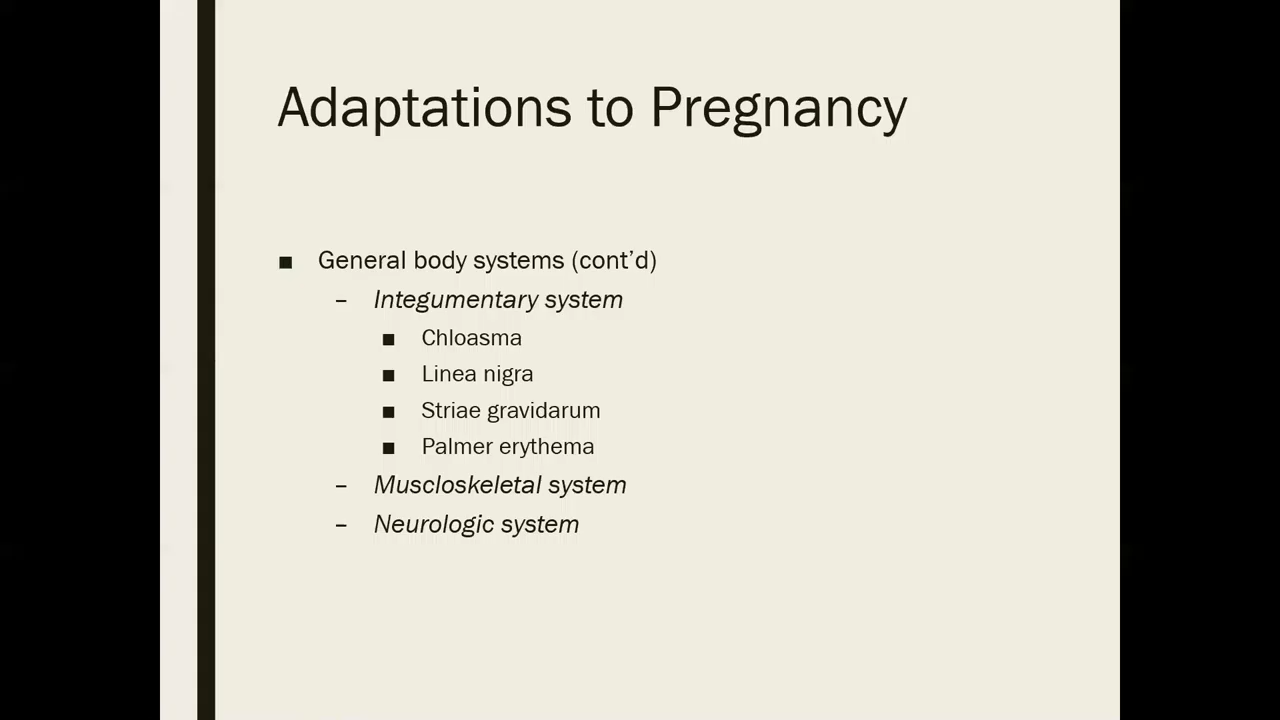 Adaptations to Pregnancy
■ General body systems (cont’d)
– Integumentary system
■ Chloasma
■ Linea nigra
■ Striae gravidarum
■ Palmer erythema
– Muscloskeletal system
– Neurologic system